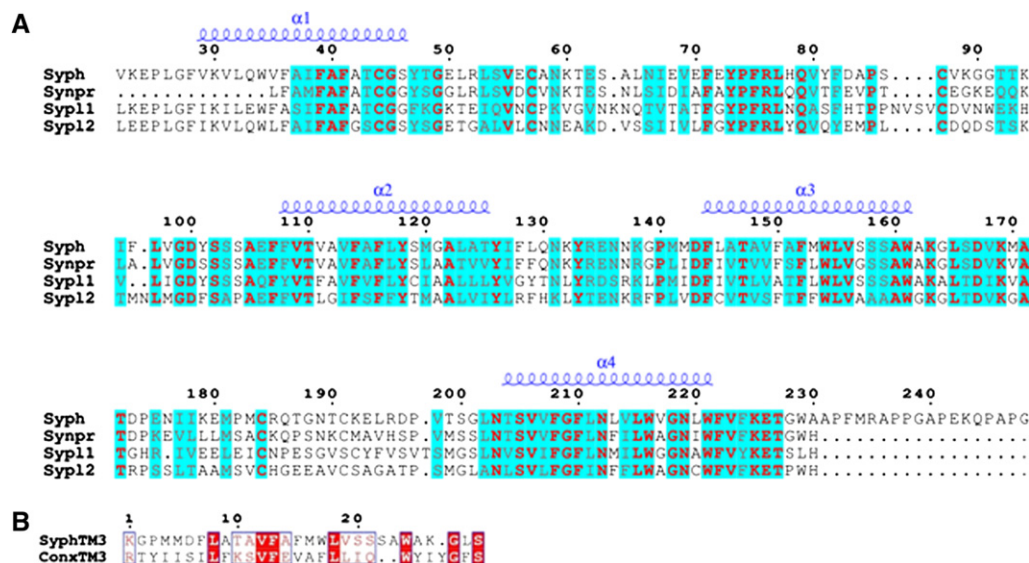 A
α1
30 40 50 60 70 80 90
Syph VKEPLGFVKVLQWVFAIFAFATCGSYTGELRLSVECANKTES.ALNIEVEFEYPFRLHQVYFDAPS....CVKGGTTK
Synpr .............LFAMFAFATCGGYSGGLRLSVDCVNKTES.NLSIDIAFAYPFRLQQVTFEVPT....CEGKEQQK
Sypl1 LKEPLGFIKILEWFASIFAFATCGGFKGKTEIQVNCPKVGVNKNQTVTATFGYPFRLNQASFHTPPNVSVCDVNWEKH
Sypl2 LEEPLGFIKVLQWLFAIFAFGSCGSYSGETGALVLCNNEAKD.VSSIIVLFGYPFRLYQVQYEMPL....CDQDSTSK
α2 α3
100 110 120 130 140 150 160 170
Syph IF.LVGDYSSSAEFFVTVAVFAFLYSMGALATYIFLQNKYRENNKGPMMDFLATAVFAFMWLVSSSAWAKGLSDVKMA
Synpr LA.LVGDSSSSAEFFVTVAVFAFLYSLAATVVYIFFQNKYRENNRGPLIDFIVTVVFSFLWLVGSSAWAKGLSDVKVA
Sypl1 V..LIGDYSSSAQFYVTFAVFVFLYCIAALLLYVGYTNLYRDSRKLPMIDFIVTLVATFLWLVSSSAWAKALTDIKVA
Sypl2 TMNLMGDFSAPAEFFVTLGIFSFFYTMAALVIYLRFHKLYTENKRFPLVDFCVTVSFTFFWLVAAAAWGKGLTDVKGA
α4
180 190 200 210 220 230 240
Syph TDPENIIKEMPMCRQTGNTCKELRDP.VTSGLNTSVVFGFLNLVLWVGNLWFVFKETGWAAPFMRAPPGAPEKQPAPG
Synpr TDPKEVLLLMSACKQPSNKCMAVHSP.VMSSLNTSVVFGFLNFILWAGNIWFVFKETGWH..................
Sypl1 TGHR.IVEELEICNPESGVSCYFVSVTSMGSLNVSVIFGFLNMILWGGNAWFVYKETSLH..................
Sypl2 TRPSSLTAAMSVCHGEEAVCSAGATP.SMGLANLSVLFGFINFFLWAGNCWFVFKETPWH..................
B
1 10 20
SyphTM3 KGPMMDFLATAVFAFMWLVSSSAWAK.GLS
ConxTM3 RTYIISILFKSVFEVAFLLIQ..WYIYGFS